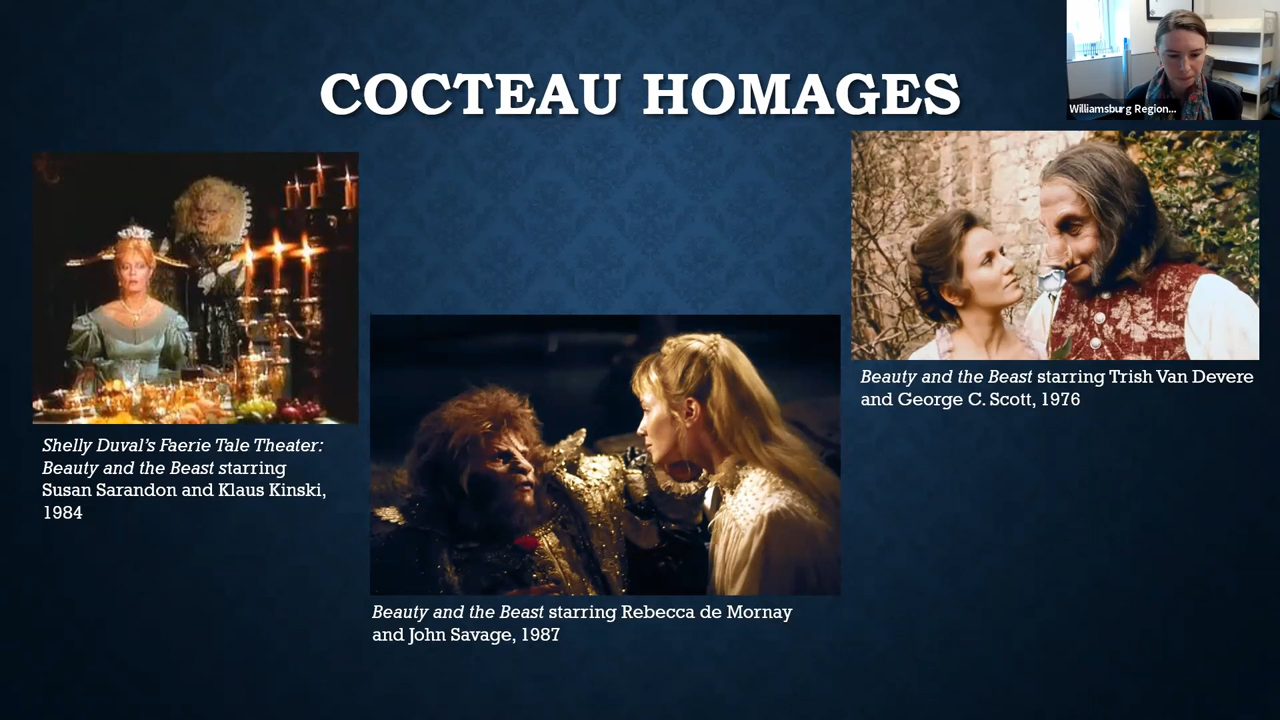 COCTEAU HOMAGES
Williamsburg Region...
Shelly Duval's Faerie Tale Theater:
Beauty and the Beast starring
Susan Sarandon and Klaus Kinski,
1984
Beauty and the Beast starring Rebecca de Mornay
and John Savage, 1987
Beauty and the Beast starring Trish Van Devere
and George C. Scott, 1976